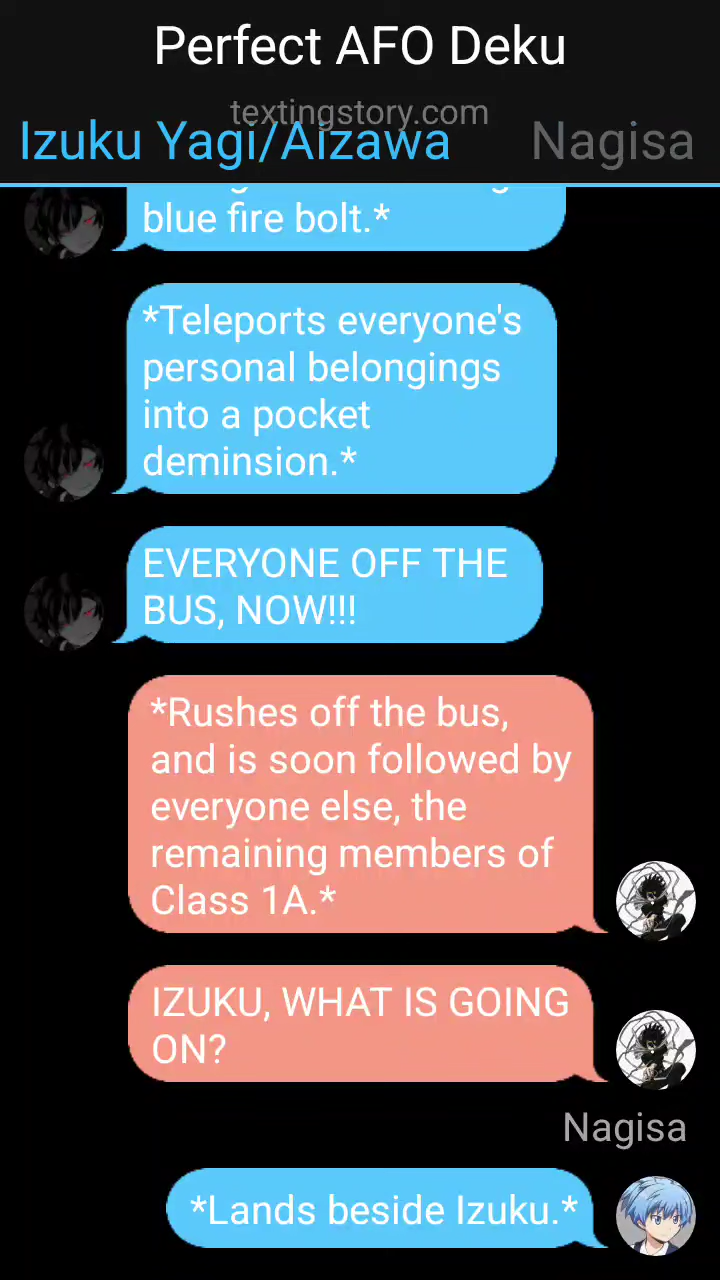 Perfect AFO Deku
textingstory.com
Izuku Yagi/Aizawa
Nagisa
blue fire bolt.*
*Teleports everyone's
personal belongings
into a pocket
deminsion.*
EVERYONE OFF THE
BUS, NOW!!!
*Rushes off the bus,
and is soon followed by
everyone else, the
remaining members of
Class 1A.*
IZUKU, WHAT IS GOING
ON?
Nagisa
*Lands beside Izuku.*